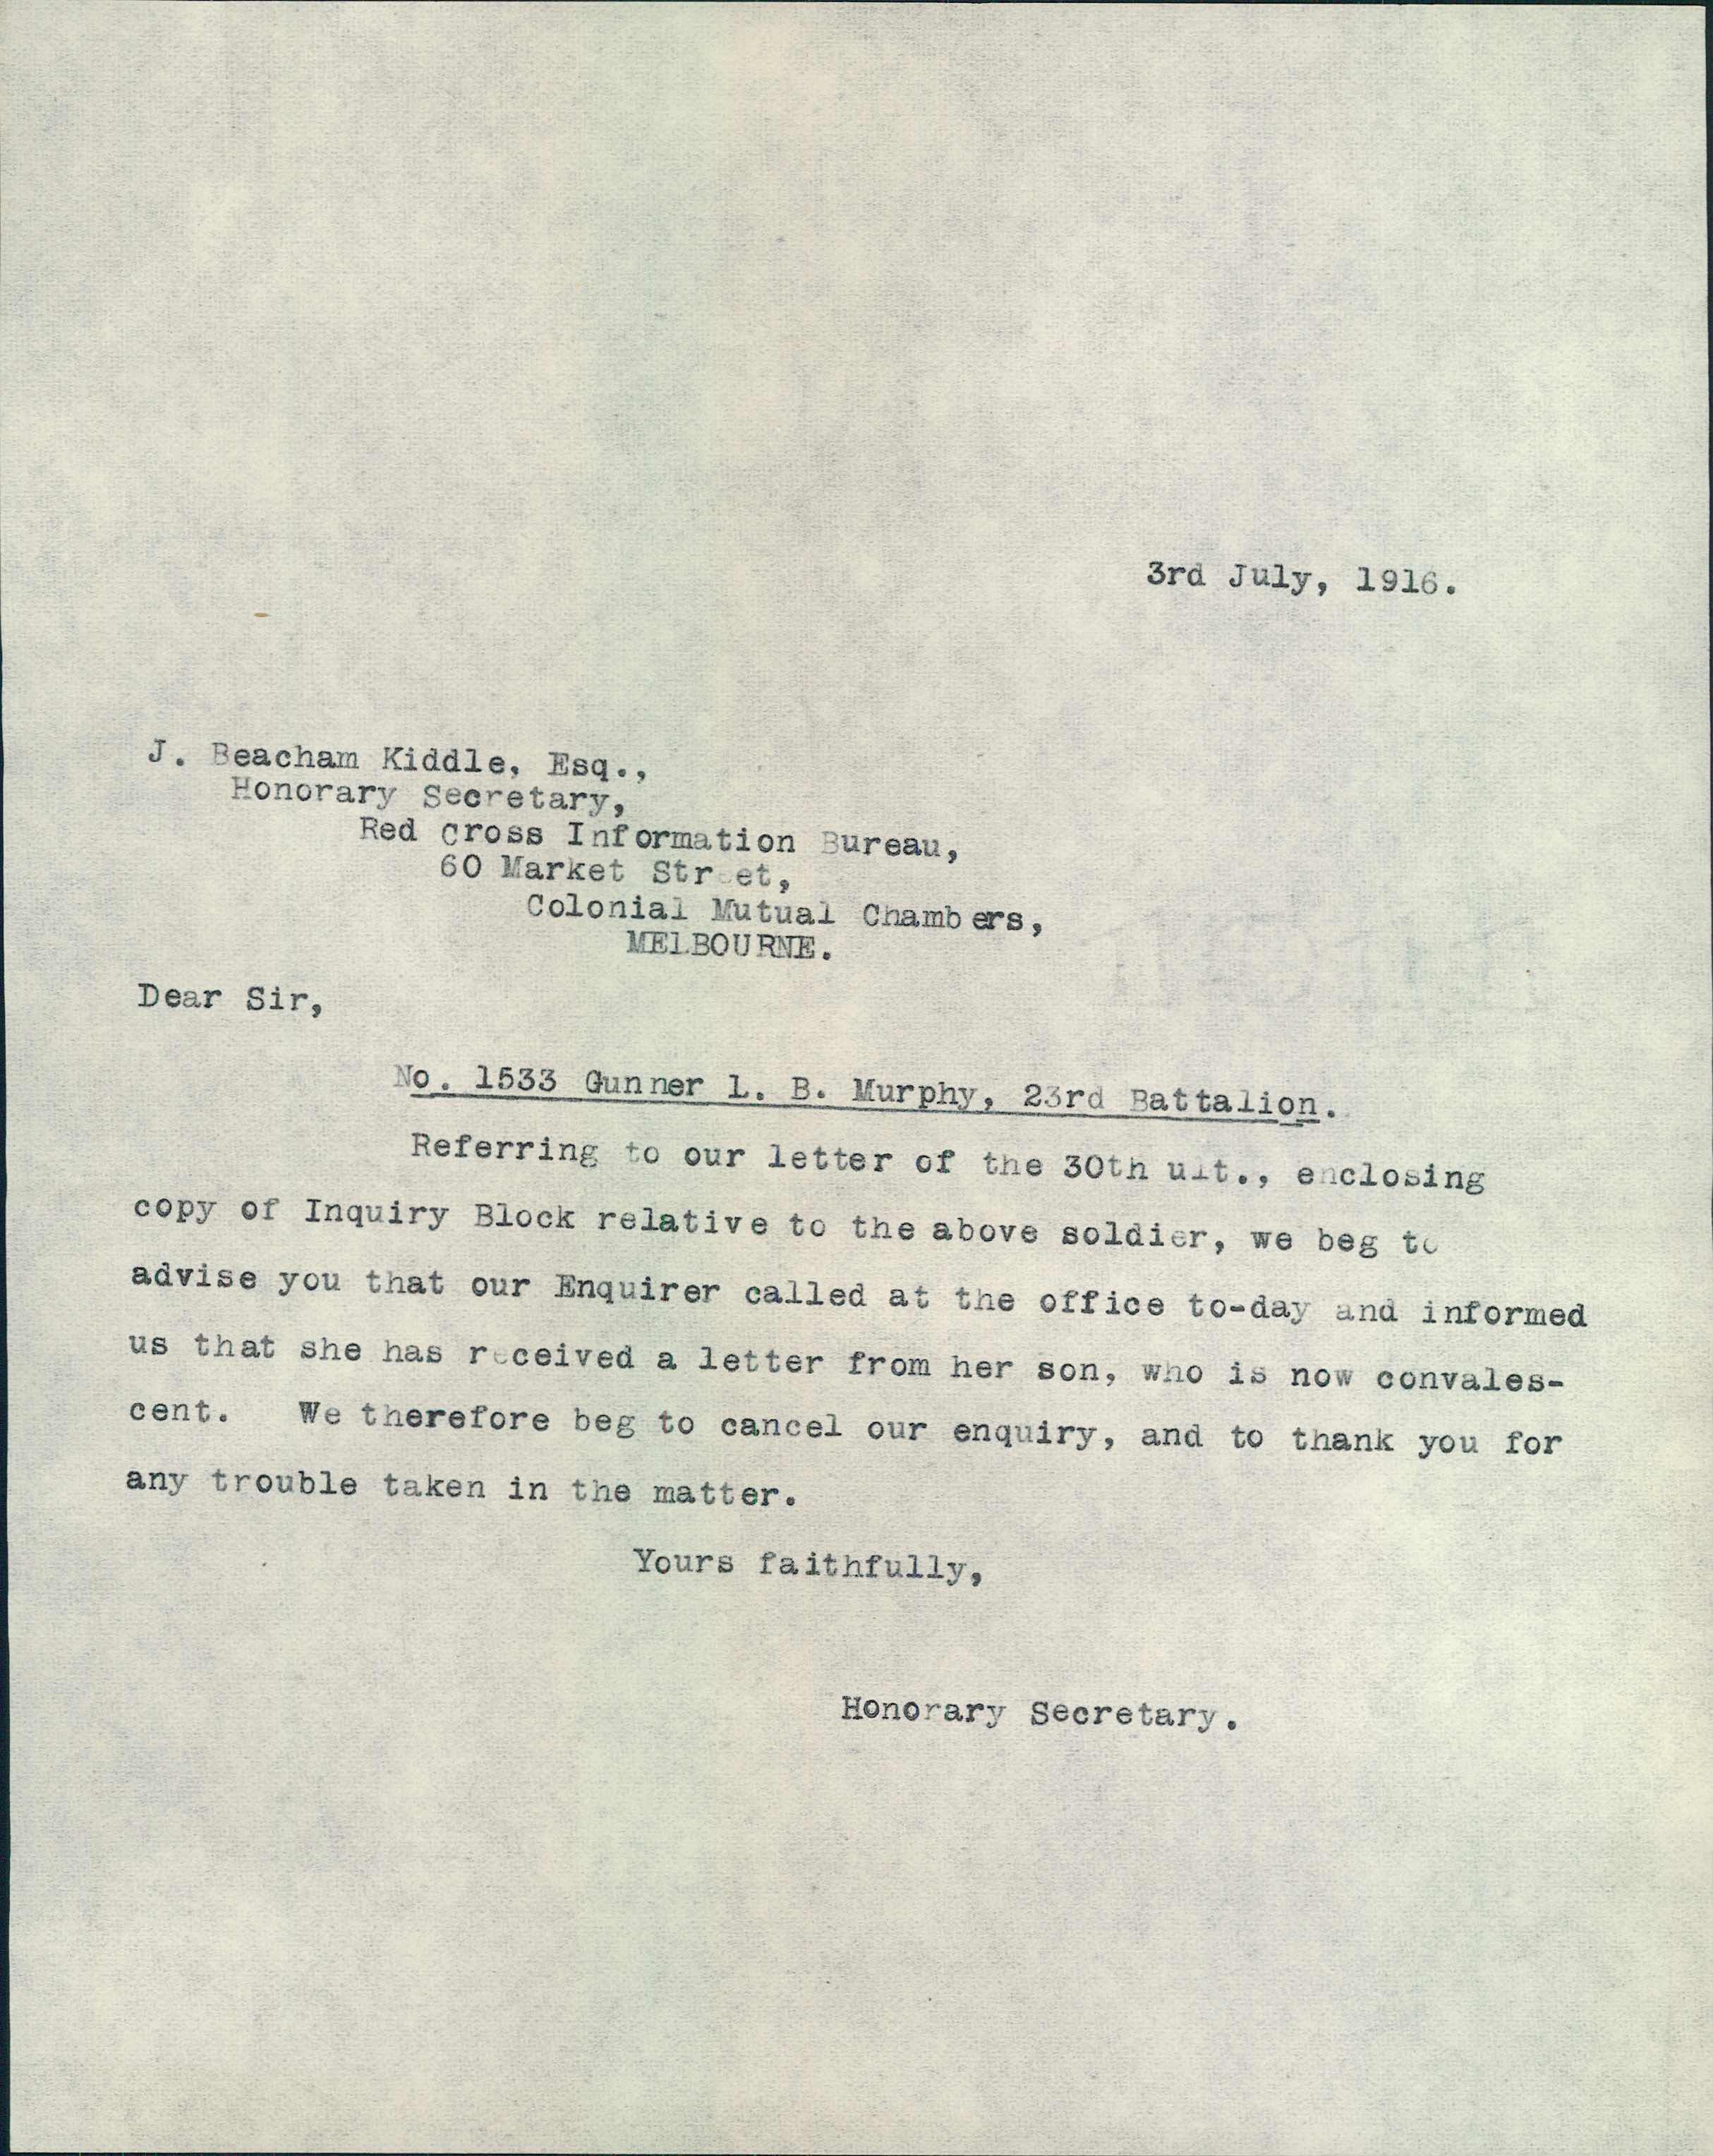 3rd July, 1916.
J. Beacham Kiddle, Esq.,
Honorary Secretary,
Red Cross Information Bureau,
60 Market Street,
Colonial Mutual Chambers,
MELBOURNE.
Dear Sir,
No. 1533 Gunner L. B. Murphy, 23rd Battalion.
Referring to our letter of the 30th ult., enclosing
copy of Inquiry Block relative to the above soldier, we beg to
advise you that our Enquirer called at the office to-day and informed
us that she has received a letter from her son, who is now convales-
cent. We therefore beg to cancel our enquiry, and to thank you for
any trouble taken in the matter.
Yours faithfully,
Honorary Secretary.